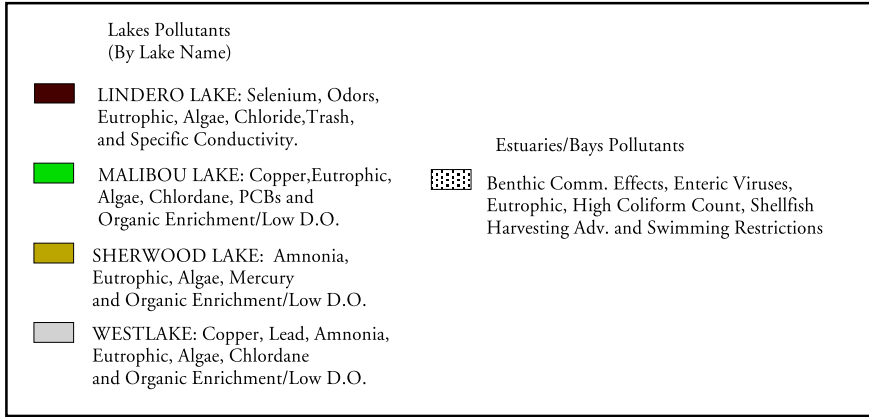 Lakes Pollutants
(By Lake Name)
LINDERO LAKE: Selenium, Odors,
Eutrophic, Algae, Chloride,Trash,
and Specific Conductivity.
MALIBOU LAKE: Copper,Eutrophic,
Algae, Chlordane, PCBs and
Organic Enrichment/Low D.O.
SHERWOOD LAKE:  Amnonia,
Eutrophic, Algae, Mercury
and Organic Enrichment/Low D.O.
WESTLAKE: Copper, Lead, Amnonia,
Eutrophic, Algae, Chlordane
and Organic Enrichment/Low D.O.
Estuaries/Bays Pollutants
Benthic Comm. Effects, Enteric Viruses,
Eutrophic, High Coliform Count, Shellfish
Harvesting Adv. and Swimming Restrictions